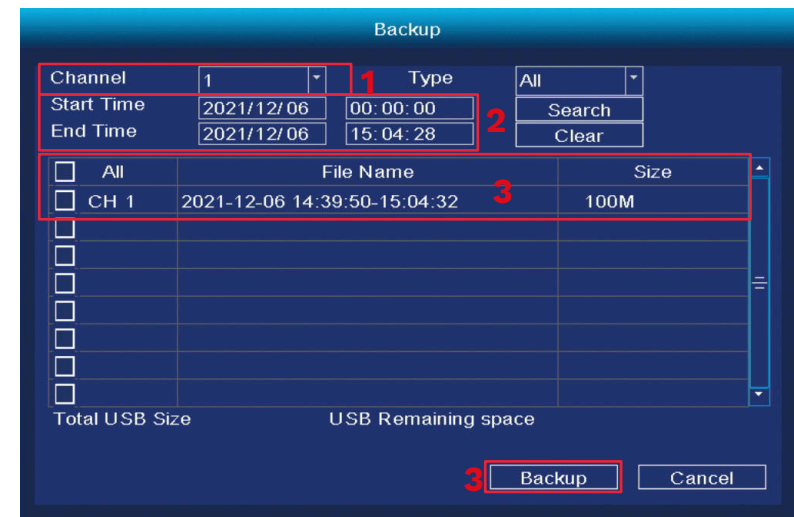 Backup
Channel 1 1 Type All
Start Time 2021/12/06 00:00:00 2 Search
End Time 2021/12/06 15:04:28 Clear
All File Name Size
CH 1 2021-12-06 14:39:50-15:04:32 3 100M
Total USB Size USB Remaining space
3 Backup Cancel